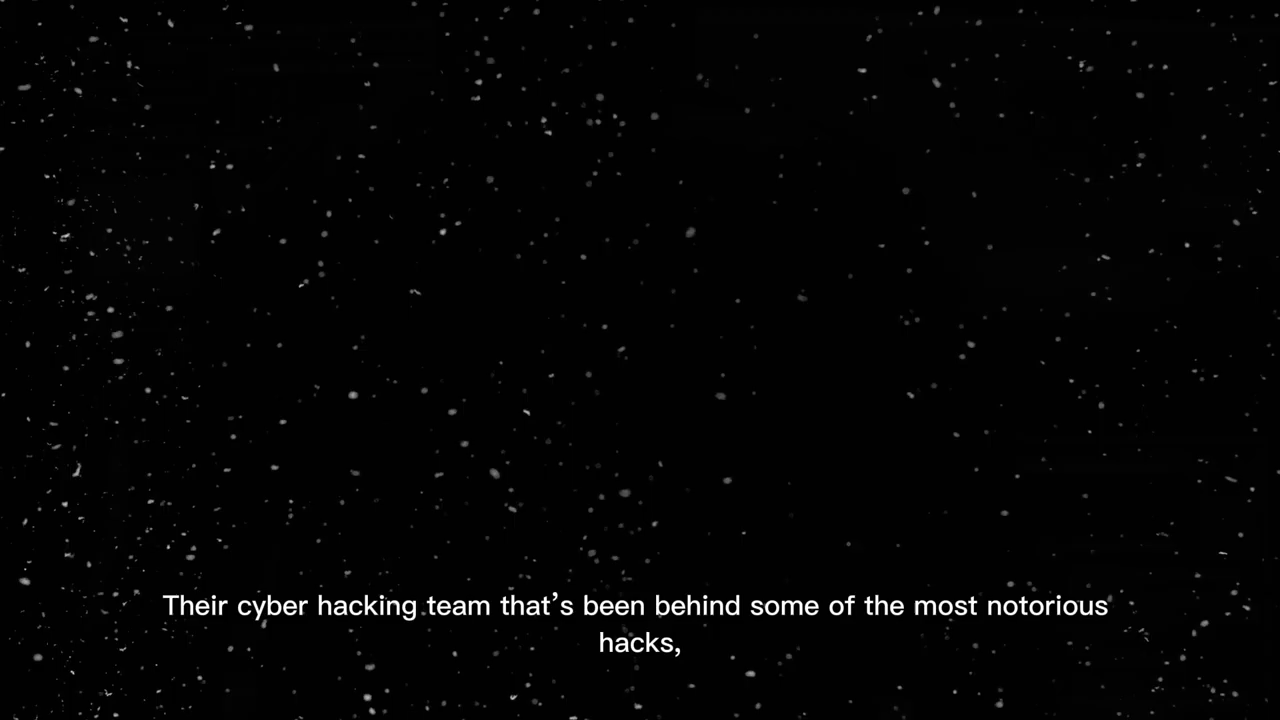 Their cyber hacking team that’s been behind some of the most notorious
hacks,